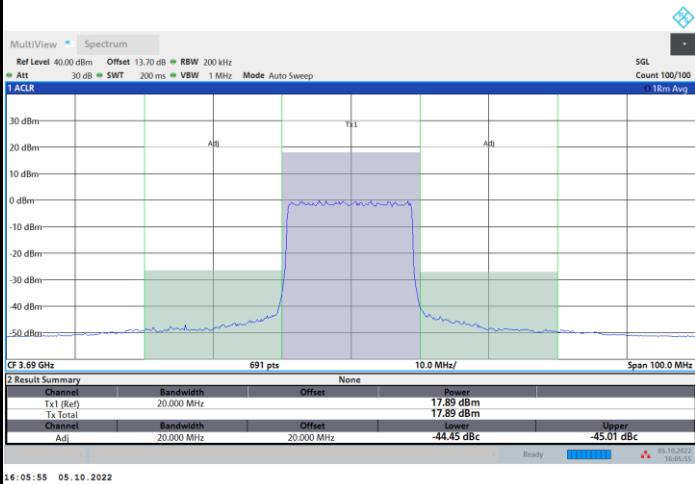 MultiView Spectrum
Ref Level 40.00 dBm Offset 13.70 dB RBW 200 kHz SGL
Att 30 dB SWT 200 ms VBW 1 MHz Mode Auto Sweep Count 100/100
1 ACLR 1Rm Avg
30 dBm
Tx1
20 dBm
Adj Adj
10 dBm
0 dBm
-10 dBm
-20 dBm
-30 dBm
-40 dBm
-50 dBm
CF 3.69 GHz 691 pts 10.0 MHz/ Span 100.0 MHz
2 Result Summary None
Channel Bandwidth Offset Power
Tx1 (Ref) 20.000 MHz 17.89 dBm
Tx Total 17.89 dBm
Channel Bandwidth Offset Lower Upper
Adj 20.000 MHz 20.000 MHz -44.45 dBc -45.01 dBc
Ready 05.10.2022
16:05:55
16:05:55 05.10.2022